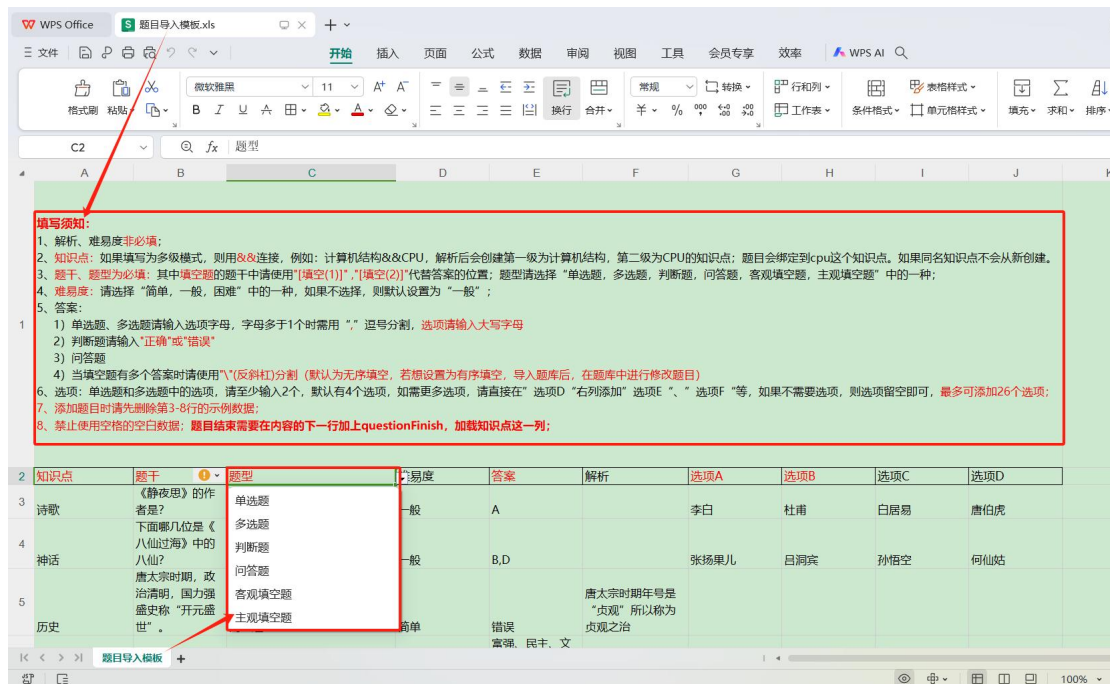 WPS Office
题目导入模板.xls
三 文件
开始 插入 页面 公式 数据 审阅 视图 工具 会员专享 效率 WPS AI
微软雅黑 11 A+ A-
常规 转换 行和列 表格样式
格式刷 粘贴 B I U A 换行 合并 ¥ % 工作表 条件格式 单元格样式 填充 求和 排序
C2 fx 题型
A B C D E F G H I J K
1
填写须知：
1、解析、难易度非必填；
2、知识点：如果填写为多级模式，则用&&连接，例如：计算机结构&&CPU，解析后会创建第一级为计算机结构，第二级为CPU的知识点；题目会绑定到cpu这个知识点。如果同名知识点不会从新创建。
3、题干、题型为必填：其中填空题的题干中请使用"[填空(1)]","[填空(2)]"代替答案的位置；题型请选择“单选题，多选题，判断题，问答题，客观填空题，主观填空题”中的一种；
4、难易度：请选择“简单，一般，困难”中的一种，如果不选择，则默认设置为“一般”；
5、答案：
1）单选题、多选题请输入选项字母，字母多于1个时需用“,”逗号分割，选项请输入大写字母
2）判断题请输入"正确"或"错误"
3）问答题
4）当填空题有多个答案时请使用"\"(反斜杠)分割（默认为无序填空，若想设置为有序填空，导入题库后，在题库中进行修改题目）
6、选项：单选题和多选题中的选项，请至少输入2个，默认有4个选项，如需更多选项，请直接在”选项D“右列添加”选项E“、”选项F“等，如果不需要选项，则选项留空即可，最多可添加26个选项；
7、添加题目时请先删除第3-8行的示例数据；
8、禁止使用空格的空白数据；题目结束需要在内容的下一行加上questionFinish，加载知识点这一列；
2 知识点 题干 题型 易度 答案 解析 选项A 选项B 选项C 选项D
3 诗歌 《静夜思》的作者是？ 一般 A 李白 杜甫 白居易 唐伯虎
4 神话 下面哪几位是《八仙过海》中的八仙？ 一般 B,D 张扬果儿 吕洞宾 孙悟空 何仙姑
5 历史 唐太宗时期，政治清明，国力强盛史称“开元盛世”。 简单 错误 唐太宗时期年号是“贞观”所以称为贞观之治
富强、民主、文
单选题
多选题
判断题
问答题
客观填空题
主观填空题
题目导入模板
100%